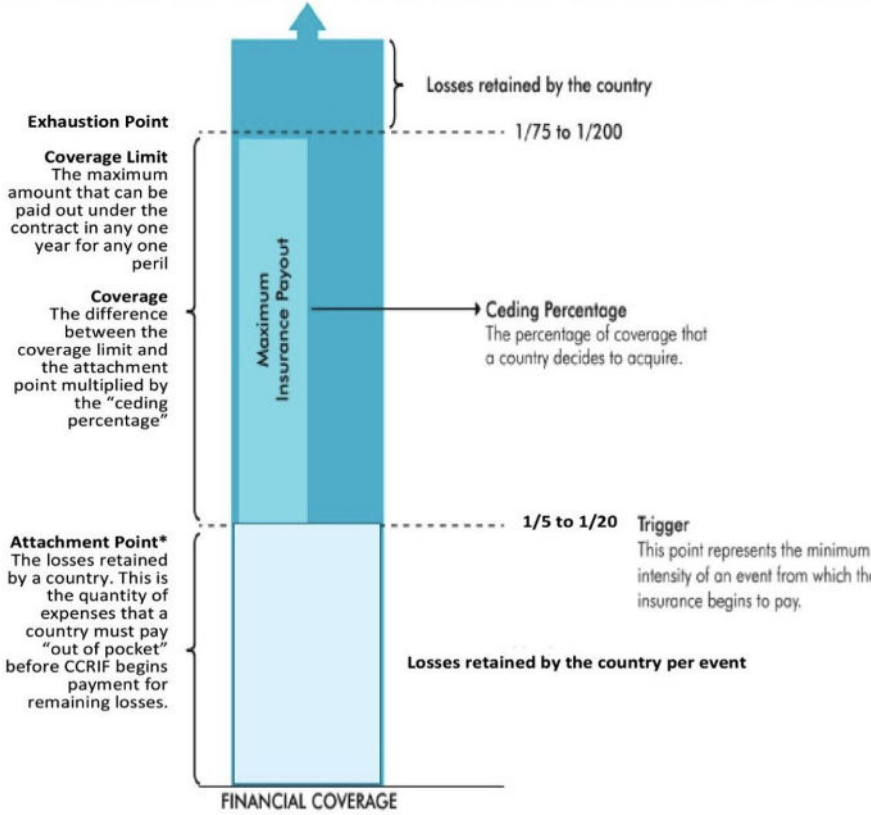 Losses retained by the country
Exhaustion Point
1/75 to 1/200
Coverage Limit
The maximum
amount that can be
paid out under the
contract in any one
year for any one
peril
Maximum
Insurance Payout
Coverage
The difference
between the
coverage limit and
the attachment
point multiplied by
the “ceding
percentage”
Ceding Percentage
The percentage of coverage that
a country decides to acquire.
1/5 to 1/20
Trigger
This point represents the minimum
intensity of an event from which the
insurance begins to pay.
Attachment Point*
The losses retained
by a country. This is
the quantity of
expenses that a
country must pay
“out of pocket”
before CCRIF begins
payment for
remaining losses.
Losses retained by the country per event
FINANCIAL COVERAGE